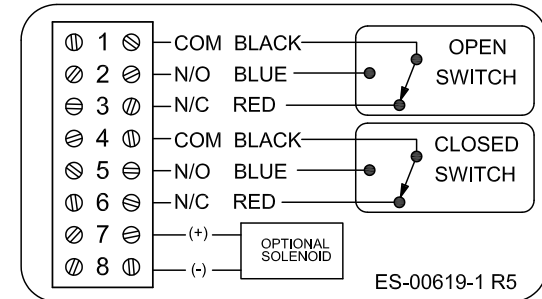 1 COM BLACK OPEN
2 N/O BLUE SWITCH
3 N/C RED
4 COM BLACK CLOSED
5 N/O BLUE SWITCH
6 N/C RED
7 (+) OPTIONAL
SOLENOID
8 (-)
ES-00619-1 R5